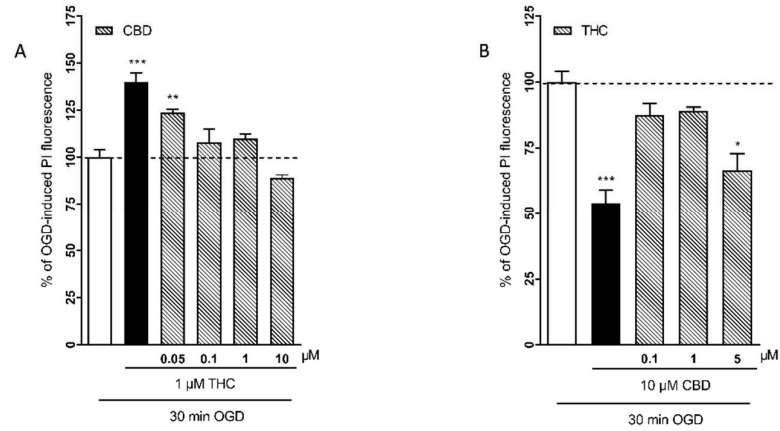 A
CBD
% of OGD-induced PI fluorescence
175
150
125
100
75
50
25
0
***
**
0.05 0.1 1 10 µM
1 µM THC
30 min OGD
B
THC
% of OGD-induced PI fluorescence
125
100
75
50
25
0
***
*
0.1 1 5 µM
10 µM CBD
30 min OGD